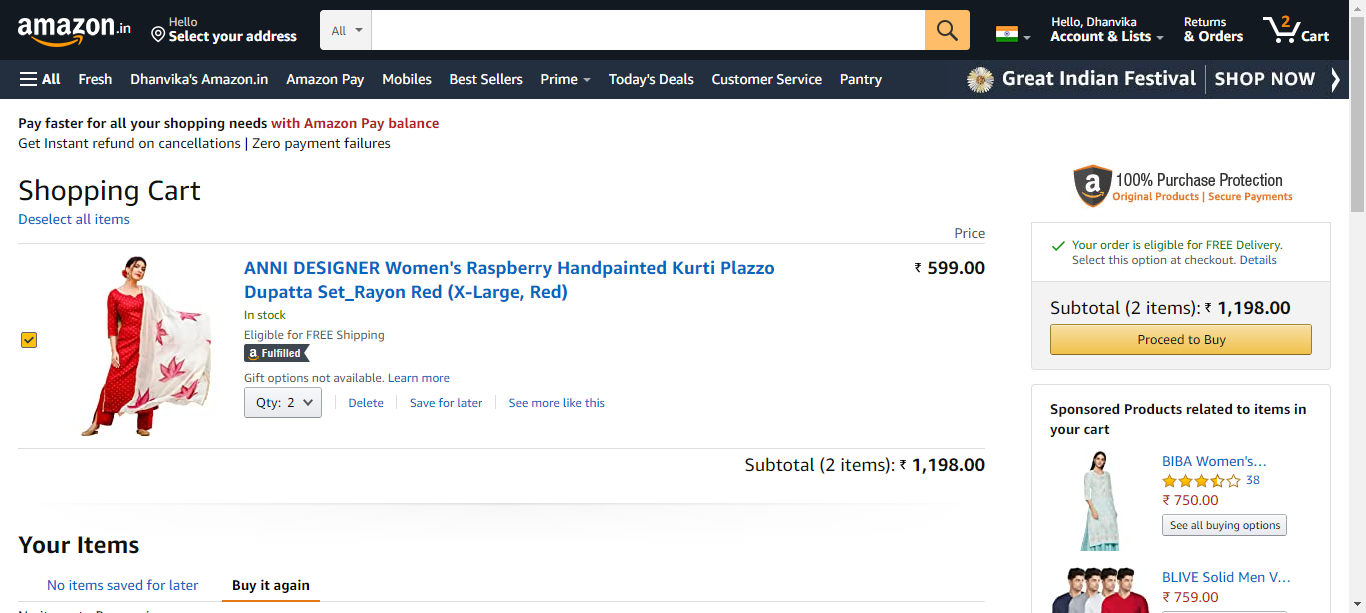 amazon.in
Hello
Select your address
All
Hello, Dhanvika
Account & Lists
Returns
& Orders
2
Cart
All
Fresh
Dhanvika's Amazon.in
Amazon Pay
Mobiles
Best Sellers
Prime
Today's Deals
Customer Service
Pantry
Great Indian Festival
SHOP NOW
Pay faster for all your shopping needs with Amazon Pay balance
Get Instant refund on cancellations | Zero payment failures
Shopping Cart
Deselect all items
Price
ANNI DESIGNER Women's Raspberry Handpainted Kurti Plazzo
Dupatta Set_Rayon Red (X-Large, Red)
₹ 599.00
In stock
Eligible for FREE Shipping
a Fulfilled
Gift options not available. Learn more
Qty: 2
Delete
Save for later
See more like this
Subtotal (2 items): ₹ 1,198.00
Your Items
No items saved for later
Buy it again
a
100% Purchase Protection
Original Products | Secure Payments
Your order is eligible for FREE Delivery.
Select this option at checkout. Details
Subtotal (2 items): ₹ 1,198.00
Proceed to Buy
Sponsored Products related to items in
your cart
BIBA Women's...
38
₹ 750.00
See all buying options
BLIVE Solid Men V...
₹ 759.00